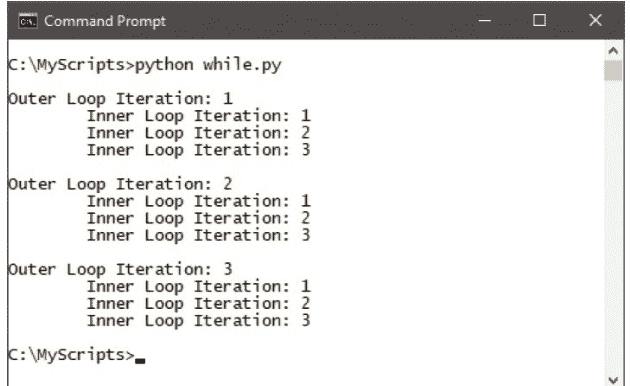 Command Prompt
C:\MyScripts>python while.py
Outer Loop Iteration: 1
Inner Loop Iteration: 1
Inner Loop Iteration: 2
Inner Loop Iteration: 3
Outer Loop Iteration: 2
Inner Loop Iteration: 1
Inner Loop Iteration: 2
Inner Loop Iteration: 3
Outer Loop Iteration: 3
Inner Loop Iteration: 1
Inner Loop Iteration: 2
Inner Loop Iteration: 3
C:\MyScripts>